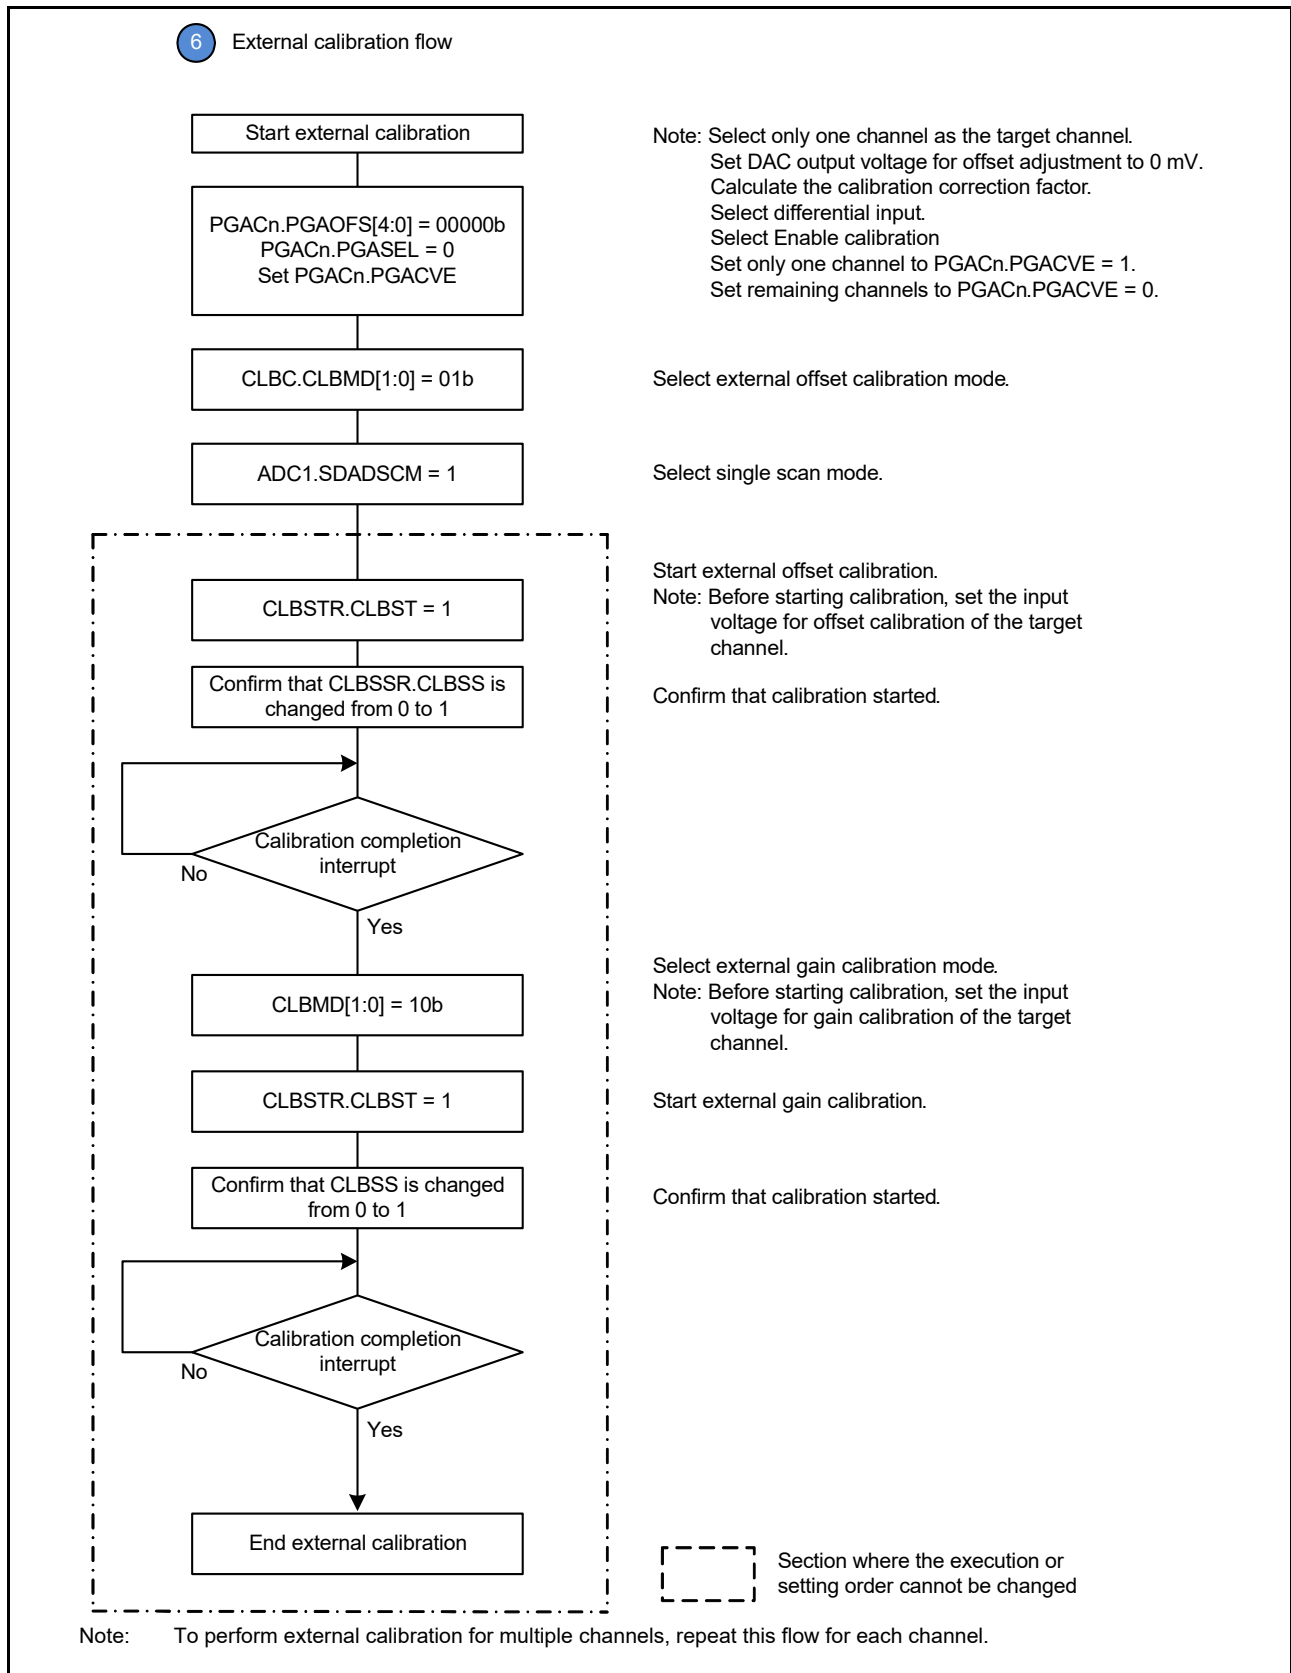 6 External calibration flow
Start external calibration
Note: Select only one channel as the target channel.
Set DAC output voltage for offset adjustment to 0 mV.
Calculate the calibration correction factor.
Select differential input.
Select Enable calibration
Set only one channel to PGACn.PGACVE = 1.
Set remaining channels to PGACn.PGACVE = 0.
PGACn.PGAOFS[4:0] = 00000b
PGACn.PGASEL = 0
Set PGACn.PGACVE
CLBC.CLBMD[1:0] = 01b
Select external offset calibration mode.
ADC1.SDADSCM = 1
Select single scan mode.
CLBSTR.CLBST = 1
Start external offset calibration.
Note: Before starting calibration, set the input
voltage for offset calibration of the target
channel.
Confirm that CLBSSR.CLBSS is
changed from 0 to 1
Confirm that calibration started.
Calibration completion
interrupt
No
Yes
CLBMD[1:0] = 10b
Select external gain calibration mode.
Note: Before starting calibration, set the input
voltage for gain calibration of the target
channel.
CLBSTR.CLBST = 1
Start external gain calibration.
Confirm that CLBSS is changed
from 0 to 1
Confirm that calibration started.
Calibration completion
interrupt
No
Yes
End external calibration
Section where the execution or
setting order cannot be changed
Note: To perform external calibration for multiple channels, repeat this flow for each channel.